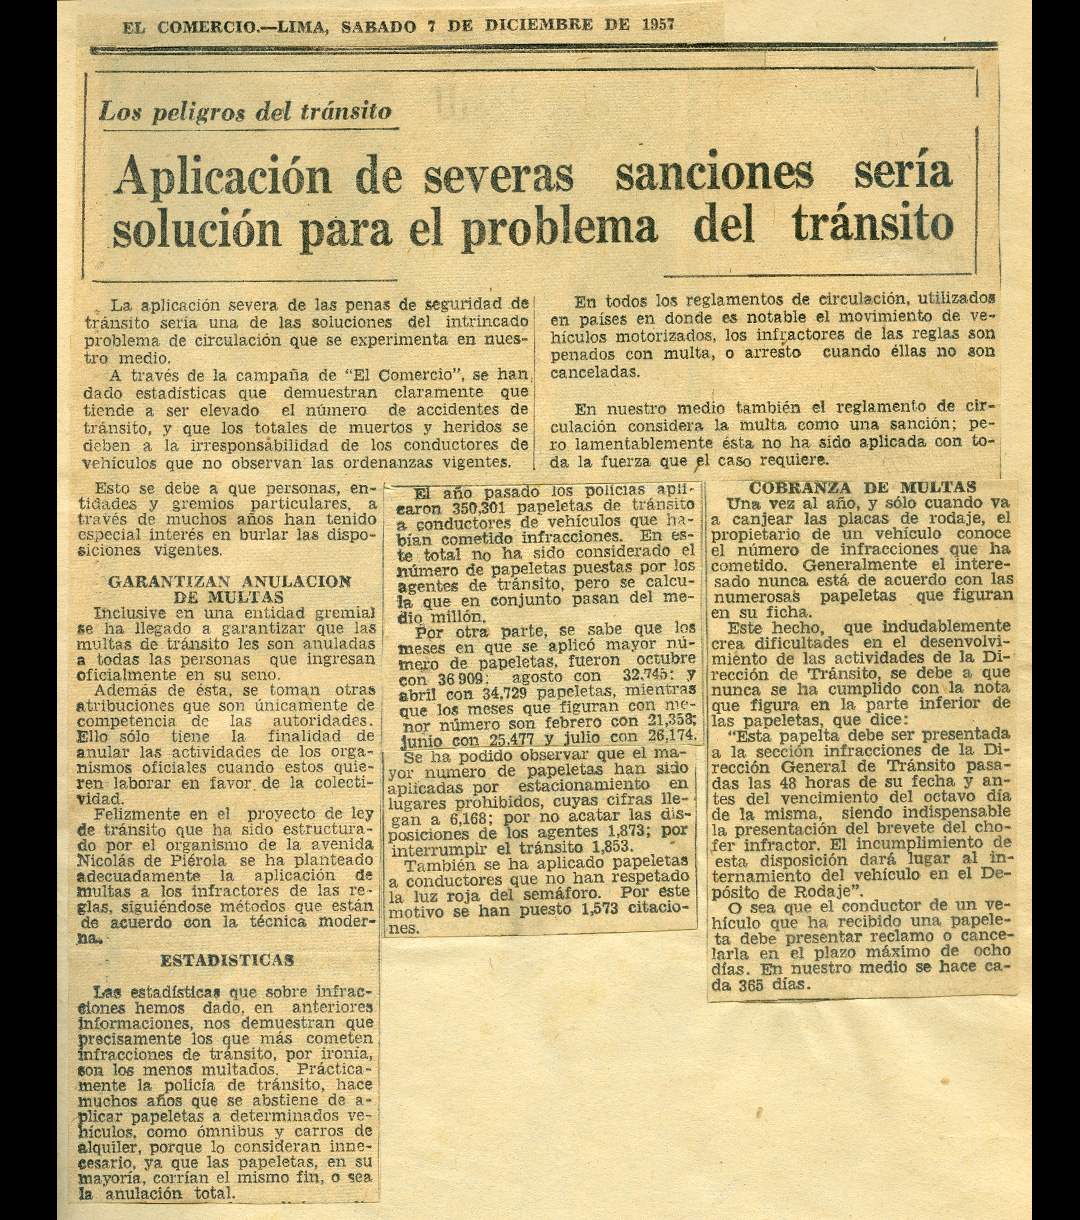 EL COMERCIO.—LIMA, SABADO 7 DE DICIEMBRE DE 1957
Los peligros del tránsito
Aplicación de severas sanciones sería
solución para el problema del tránsito
La aplicación severa de las penas de seguridad de
tránsito sería una de las soluciones del intrincado
problema de circulación que se experimenta en nues-
tro medio.
A través de la campaña de "El Comercio", se han
dado estadísticas que demuestran claramente que
tiende a ser elevado el número de accidentes de
tránsito, y que los totales de muertos y heridos se
deben a la irresponsabilidad de los conductores de
vehículos que no observan las ordenanzas vigentes.
En todos los reglamentos de circulación, utilizados
en países en donde es notable el movimiento de ve-
hículos motorizados, los infractores de las reglas son
penados con multa, o arresto cuando éllas no son
canceladas.
En nuestro medio también el reglamento de cir-
culación considera la multa como una sanción; pe-
ro lamentablemente ésta no ha sido aplicada con to-
da la fuerza que el caso requiere.
Esto se debe a que personas, en-
tidades y gremios particulares, a
través de muchos años han tenido
especial interés en burlar las dispo-
siciones vigentes.
GARANTIZAN ANULACION
DE MULTAS
Inclusive en una entidad gremial
se ha llegado a garantizar que las
multas de tránsito les son anuladas
a todas las personas que ingresan
oficialmente en su seno.
Además de ésta, se toman otras
atribuciones que son únicamente de
competencia de las autoridades.
Ello sólo tiene la finalidad de
anular las actividades de los orga-
nismos oficiales cuando estos quie-
ren laborar en favor de la colecti-
vidad.
Felizmente en el proyecto de ley
de tránsito que ha sido estructura-
do por el organismo de la avenida
Nicolás de Piérola se ha planteado
adecuadamente la aplicación de
multas a los infractores de las re-
glas, siguiéndose métodos que están
de acuerdo con la técnica moder-
na.
ESTADISTICAS
Las estadísticas que sobre infrac-
ciones hemos dado, en anteriores
informaciones, nos demuestran que
precisamente los que más cometen
infracciones de tránsito, por ironía,
son los menos multados. Práctica-
mente la policía de tránsito, hace
muchos años que se abstiene de a-
plicar papeletas a determinados ve-
hículos, como ómnibus y carros de
alquiler, porque lo consideran inne-
cesario, ya que las papeletas, en su
mayoría, corrían el mismo fin, o sea
la anulación total.
El año pasado los policías apli-
caron 350,301 papeletas de tránsito
a conductores de vehículos que ha-
bían cometido infracciones. En es-
te total no ha sido considerado el
número de papeletas puestas por los
agentes de tránsito, pero se calcu-
la que en conjunto pasan del me-
dio millón.
Por otra parte, se sabe que los
meses en que se aplicó mayor nú-
mero de papeletas, fueron octubre
con 36 909; agosto con 32.745; y
abril con 34,729 papeletas, mientras
que los meses que figuran con me-
nor número son febrero con 21,358;
junio con 25.477 y julio con 26,174.
Se ha podido observar que el ma-
yor numero de papeletas han sido
aplicadas por estacionamiento en
lugares prohibidos, cuyas cifras lle-
gan a 6,168; por no acatar las dis-
posiciones de los agentes 1,873; por
interrumpir el tránsito 1,853.
También se ha aplicado papeletas
a conductores que no han respetado
la luz roja del semáforo. Por este
motivo se han puesto 1,573 citacio-
nes.
COBRANZA DE MULTAS
Una vez al año, y sólo cuando va
a canjear las placas de rodaje, el
propietario de un vehículo conoce
el número de infracciones que ha
cometido. Generalmente el intere-
sado nunca está de acuerdo con las
numerosas papeletas que figuran
en su ficha.
Este hecho, que indudablemente
crea dificultades en el desenvolvi-
miento de las actividades de la Di-
rección de Tránsito, se debe a que
nunca se ha cumplido con la nota
que figura en la parte inferior de
las papeletas, que dice:
"Esta papelta debe ser presentada
a la sección infracciones de la Di-
rección General de Tránsito pasa-
das las 48 horas de su fecha y an-
tes del vencimiento del octavo día
de la misma, siendo indispensable
la presentación del brevete del cho-
fer infractor. El incumplimiento de
esta disposición dará lugar al in-
ternamiento del vehículo en el De-
pósito de Rodaje".
O sea que el conductor de un ve-
hículo que ha recibido una papele-
ta debe presentar reclamo o cance-
larla en el plazo máximo de ocho
días. En nuestro medio se hace ca-
da 365 días.